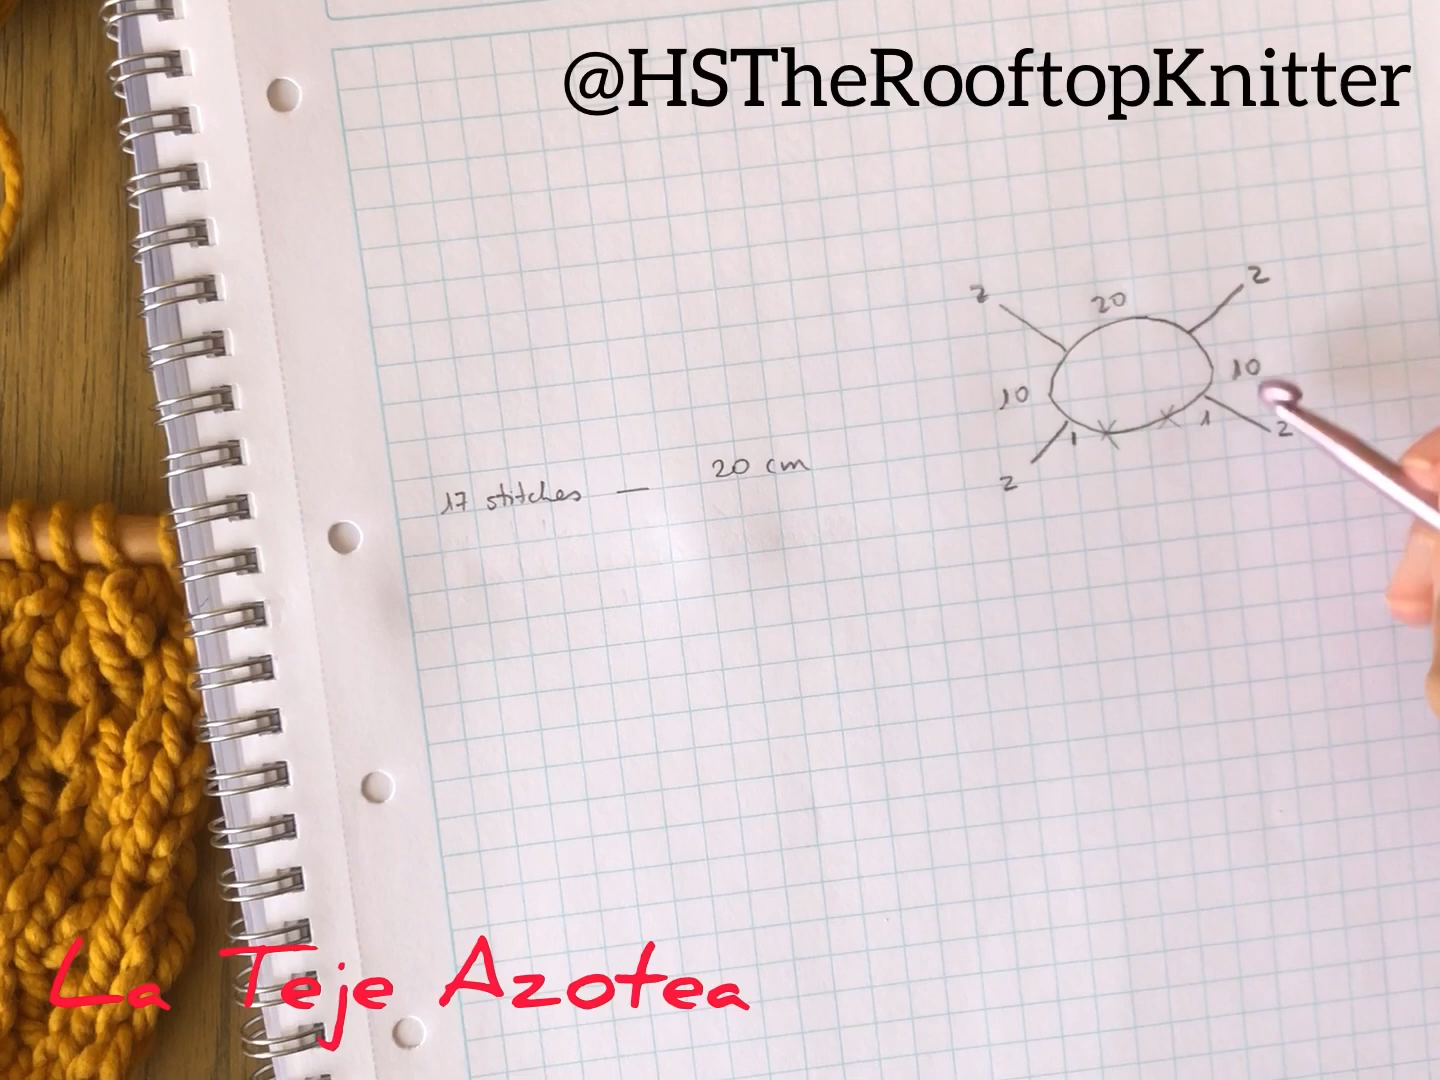 @HSTheRooftopKnitter
2 20 2
10 10
1 1 2
2
17 stitches — 20 cm
La Teje Azotea